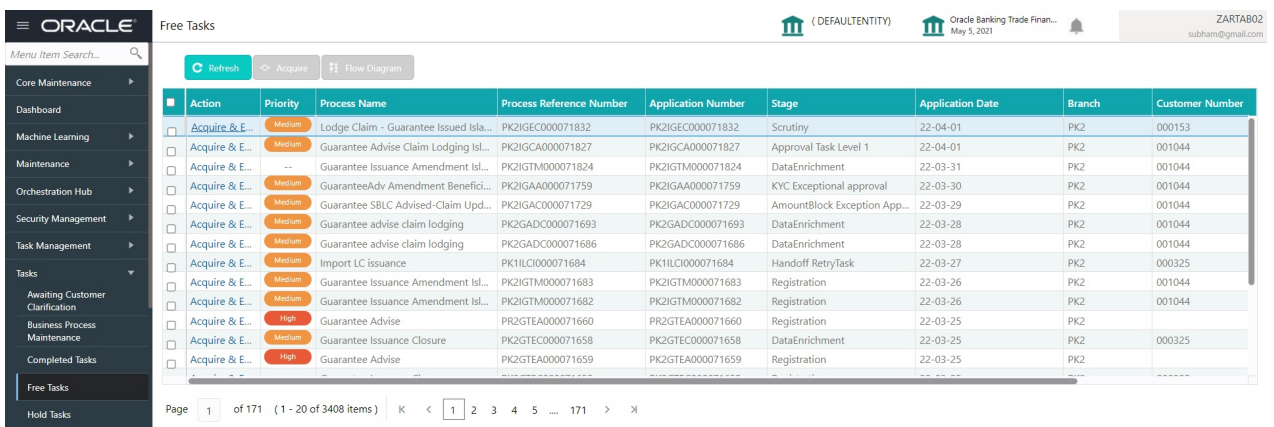 ORACLE
Free Tasks
( DEFAULTENTITY)
Oracle Banking Trade Finan...
May 5, 2021
ZARTAB02
subham@gmail.com
Menu Item Search...
Core Maintenance
Dashboard
Machine Learning
Maintenance
Orchestration Hub
Security Management
Task Management
Tasks
Awaiting Customer
Clarification
Business Process
Maintenance
Completed Tasks
Free Tasks
Hold Tasks
Refresh Acquire Flow Diagram
Action Priority Process Name Process Reference Number Application Number Stage Application Date Branch Customer Number
Acquire & E... Medium Lodge Claim - Guarantee Issued Isla... PK2IGEC000071832 PK2IGEC000071832 Scrutiny 22-04-01 PK2 000153
Acquire & E... Medium Guarantee Advise Claim Lodging Isl... PK2IGCA000071827 PK2IGCA000071827 Approval Task Level 1 22-04-01 PK2 001044
Acquire & E... -- Guarantee Issuance Amendment Isl... PK2IGTM000071824 PK2IGTM000071824 DataEnrichment 22-03-31 PK2 001044
Acquire & E... Medium GuaranteeAdv Amendment Benefici... PK2IGAA000071759 PK2IGAA000071759 KYC Exceptional approval 22-03-30 PK2 001044
Acquire & E... Medium Guarantee SBLC Advised-Claim Upd... PK2IGAC000071729 PK2IGAC000071729 AmountBlock Exception App... 22-03-29 PK2 001044
Acquire & E... Medium Guarantee advise claim lodging PK2GADC000071693 PK2GADC000071693 DataEnrichment 22-03-28 PK2 001044
Acquire & E... Medium Guarantee advise claim lodging PK2GADC000071686 PK2GADC000071686 DataEnrichment 22-03-28 PK2 001044
Acquire & E... Medium Import LC issuance PK1ILCI000071684 PK1ILCI000071684 Handoff RetryTask 22-03-27 PK2 000325
Acquire & E... Medium Guarantee Issuance Amendment Isl... PK2IGTM000071683 PK2IGTM000071683 Registration 22-03-26 PK2 001044
Acquire & E... Medium Guarantee Issuance Amendment Isl... PK2IGTM000071682 PK2IGTM000071682 Registration 22-03-26 PK2 001044
Acquire & E... High Guarantee Advise PR2GTEA000071660 PR2GTEA000071660 Registration 22-03-25 PK2
Acquire & E... Medium Guarantee Issuance Closure PK2GTEC000071658 PK2GTEC000071658 DataEnrichment 22-03-25 PK2 000325
Acquire & E... High Guarantee Advise PK2GTEA000071659 PK2GTEA000071659 Registration 22-03-25 PK2
Page 1 of 171 ( 1 - 20 of 3408 items ) 1 2 3 4 5 .... 171